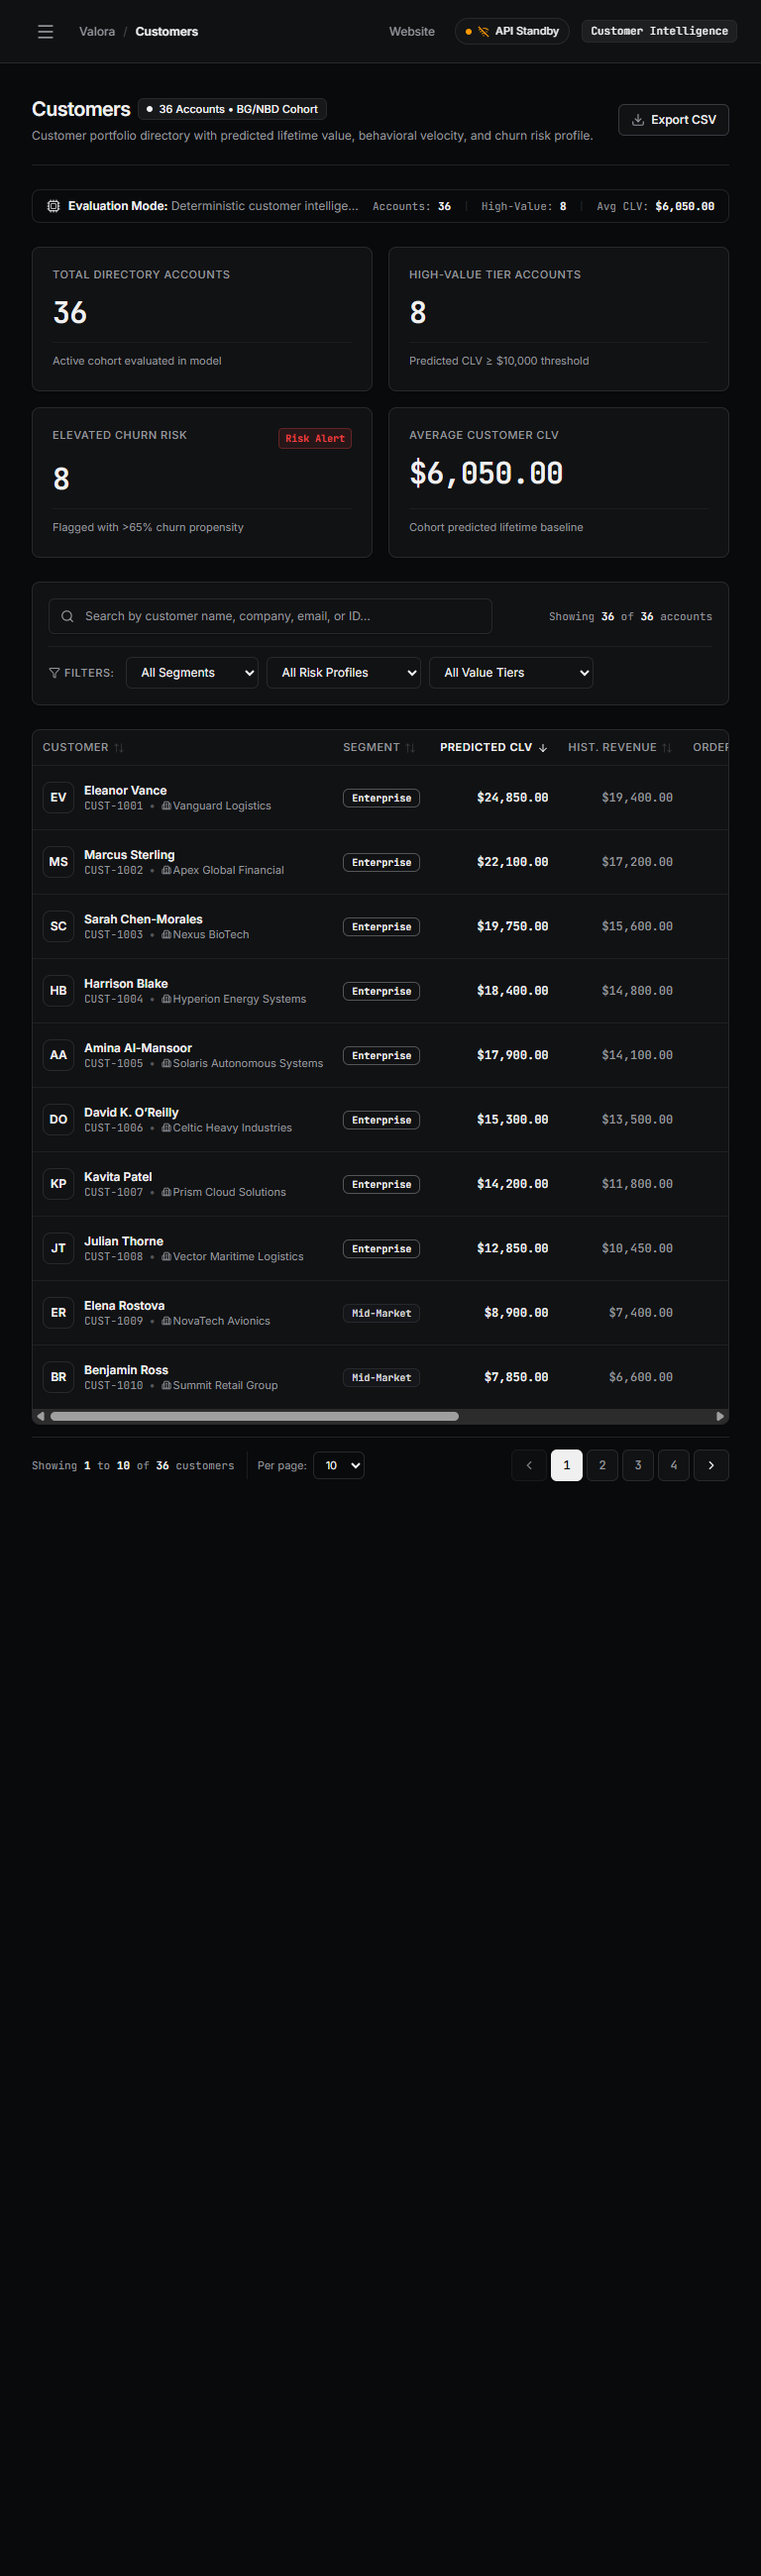 Valora / Customers
Website
API Standby
Customer Intelligence
Customers
36 Accounts • BG/NBD Cohort
Customer portfolio directory with predicted lifetime value, behavioral velocity, and churn risk profile.
Export CSV
Evaluation Mode: Deterministic customer intellige...
Accounts: 36
High-Value: 8
Avg CLV: $6,050.00
TOTAL DIRECTORY ACCOUNTS
36
Active cohort evaluated in model
HIGH-VALUE TIER ACCOUNTS
8
Predicted CLV ≥ $10,000 threshold
ELEVATED CHURN RISK
Risk Alert
8
Flagged with >65% churn propensity
AVERAGE CUSTOMER CLV
$6,050.00
Cohort predicted lifetime baseline
Search by customer name, company, email, or ID...
Showing 36 of 36 accounts
FILTERS:
All Segments
All Risk Profiles
All Value Tiers
CUSTOMER SEGMENT PREDICTED CLV ↓ HIST. REVENUE ORDER
EV
Eleanor Vance
CUST-1001 • Vanguard Logistics
Enterprise
$24,850.00
$19,400.00
MS
Marcus Sterling
CUST-1002 • Apex Global Financial
Enterprise
$22,100.00
$17,200.00
SC
Sarah Chen-Morales
CUST-1003 • Nexus BioTech
Enterprise
$19,750.00
$15,600.00
HB
Harrison Blake
CUST-1004 • Hyperion Energy Systems
Enterprise
$18,400.00
$14,800.00
AA
Amina Al-Mansoor
CUST-1005 • Solaris Autonomous Systems
Enterprise
$17,900.00
$14,100.00
DO
David K. O'Reilly
CUST-1006 • Celtic Heavy Industries
Enterprise
$15,300.00
$13,500.00
KP
Kavita Patel
CUST-1007 • Prism Cloud Solutions
Enterprise
$14,200.00
$11,800.00
JT
Julian Thorne
CUST-1008 • Vector Maritime Logistics
Enterprise
$12,850.00
$10,450.00
ER
Elena Rostova
CUST-1009 • NovaTech Avionics
Mid-Market
$8,900.00
$7,400.00
BR
Benjamin Ross
CUST-1010 • Summit Retail Group
Mid-Market
$7,850.00
$6,600.00
Showing 1 to 10 of 36 customers
Per page: 10
1 2 3 4